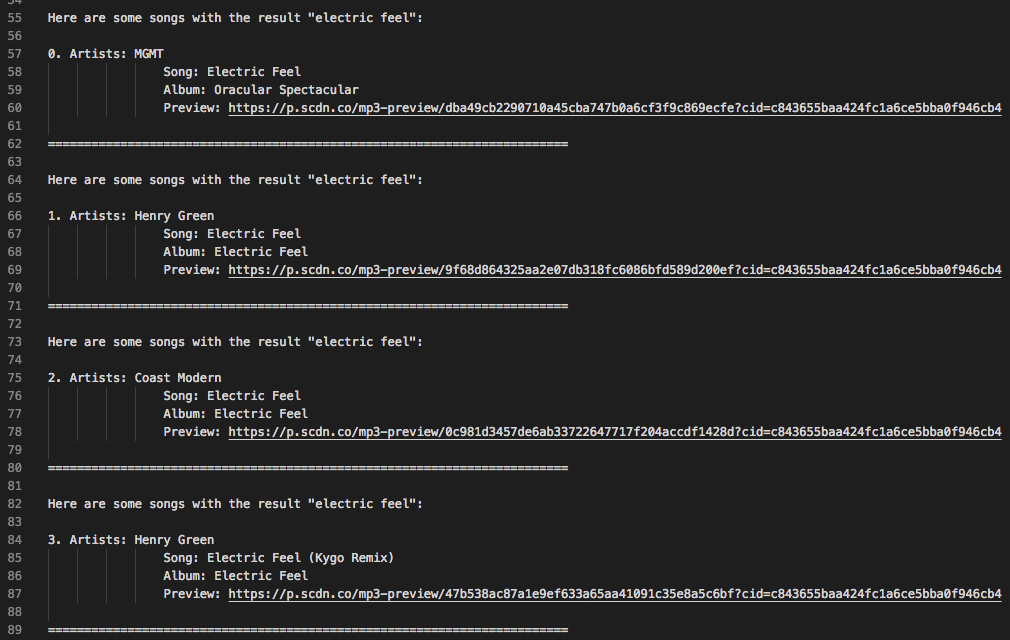 54
55 Here are some songs with the result "electric feel":
56
57 0. Artists: MGMT
58 Song: Electric Feel
59 Album: Oracular Spectacular
60 Preview: https://p.scdn.co/mp3-preview/dba49cb2290710a45cba747b0a6cf3f9c869ecfe?cid=c843655baa424fc1a6ce5bba0f946cb4
61
62 ========================================================================
63
64 Here are some songs with the result "electric feel":
65
66 1. Artists: Henry Green
67 Song: Electric Feel
68 Album: Electric Feel
69 Preview: https://p.scdn.co/mp3-preview/9f68d864325aa2e07db318fc6086bfd589d200ef?cid=c843655baa424fc1a6ce5bba0f946cb4
70
71 ========================================================================
72
73 Here are some songs with the result "electric feel":
74
75 2. Artists: Coast Modern
76 Song: Electric Feel
77 Album: Electric Feel
78 Preview: https://p.scdn.co/mp3-preview/0c981d3457de6ab33722647717f204accdf1428d?cid=c843655baa424fc1a6ce5bba0f946cb4
79
80 ========================================================================
81
82 Here are some songs with the result "electric feel":
83
84 3. Artists: Henry Green
85 Song: Electric Feel (Kygo Remix)
86 Album: Electric Feel
87 Preview: https://p.scdn.co/mp3-preview/47b538ac87a1e9ef633a65aa41091c35e8a5c6bf?cid=c843655baa424fc1a6ce5bba0f946cb4
88
89 ========================================================================